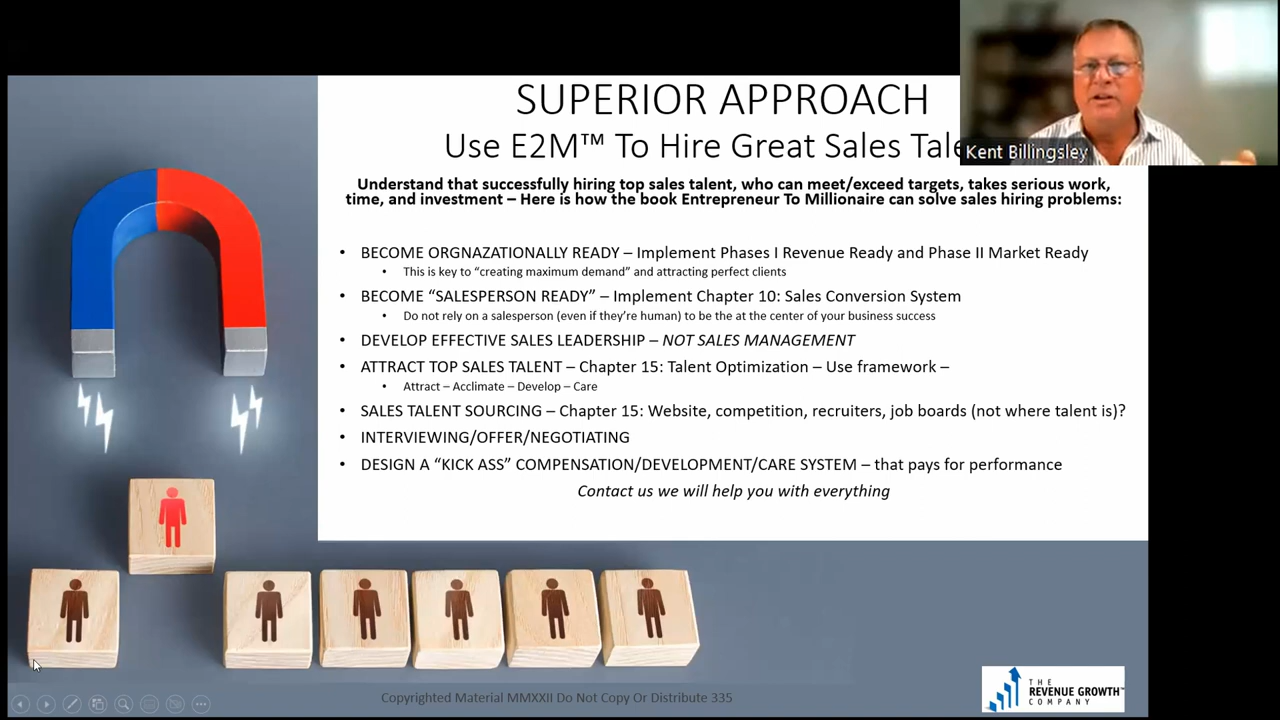 SUPERIOR APPROACH
Use E2M™ To Hire Great Sales Tale
Kent Billingsley
Understand that successfully hiring top sales talent, who can meet/exceed targets, takes serious work,
time, and investment – Here is how the book Entrepreneur To Millionaire can solve sales hiring problems:
• BECOME ORGNAZATIONALLY READY – Implement Phases I Revenue Ready and Phase II Market Ready
• This is key to “creating maximum demand” and attracting perfect clients
• BECOME “SALESPERSON READY” – Implement Chapter 10: Sales Conversion System
• Do not rely on a salesperson (even if they’re human) to be the at the center of your business success
• DEVELOP EFFECTIVE SALES LEADERSHIP – NOT SALES MANAGEMENT
• ATTRACT TOP SALES TALENT – Chapter 15: Talent Optimization – Use framework –
• Attract – Acclimate – Develop – Care
• SALES TALENT SOURCING – Chapter 15: Website, competition, recruiters, job boards (not where talent is)?
• INTERVIEWING/OFFER/NEGOTIATING
• DESIGN A “KICK ASS” COMPENSATION/DEVELOPMENT/CARE SYSTEM – that pays for performance
Contact us we will help you with everything
Copyrighted Material MMXXII Do Not Copy Or Distribute 335
THE
REVENUE GROWTH™
COMPANY